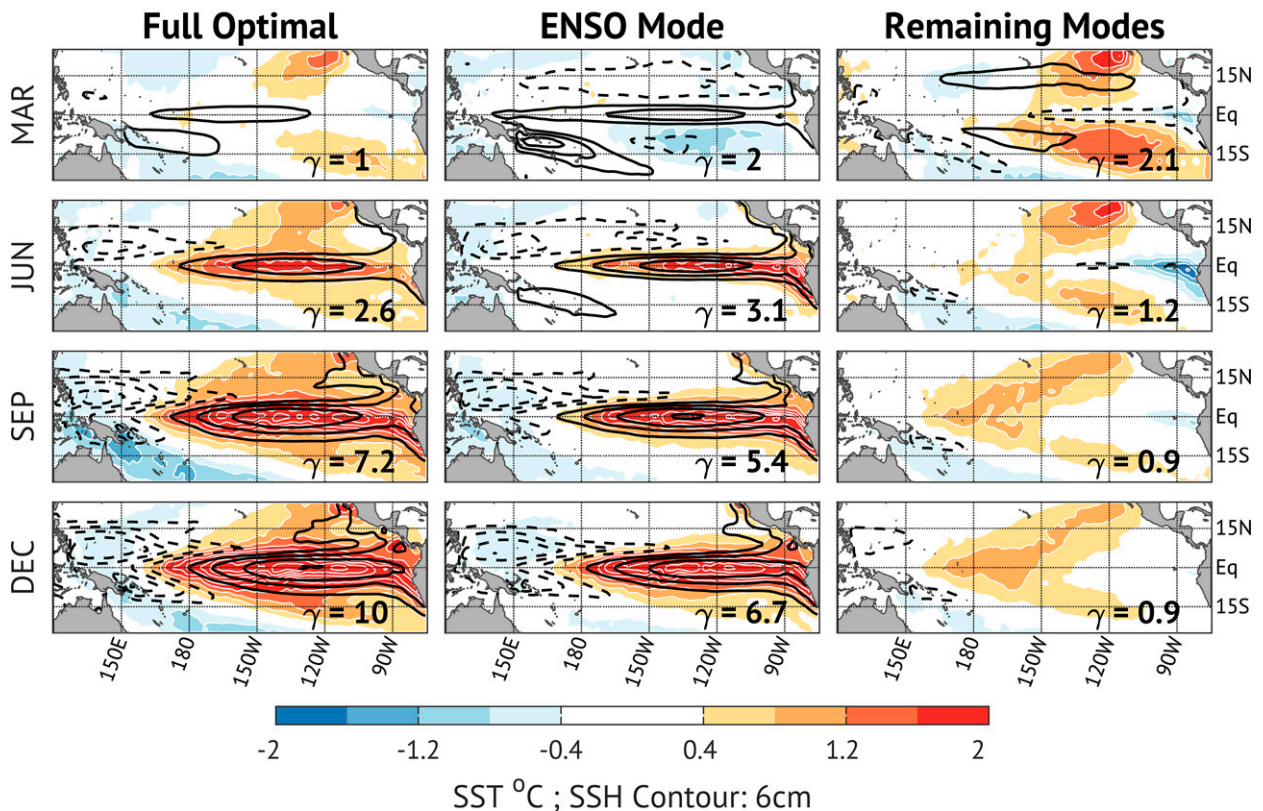 Full Optimal ENSO Mode Remaining Modes
MAR
γ = 1
γ = 2
γ = 2.1
15N
Eq
15S
JUN
γ = 2.6
γ = 3.1
γ = 1.2
15N
Eq
15S
SEP
γ = 7.2
γ = 5.4
γ = 0.9
15N
Eq
15S
DEC
γ = 10
γ = 6.7
γ = 0.9
15N
Eq
15S
150E 180 150W 120W 90W 150E 180 150W 120W 90W 150E 180 150W 120W 90W
-2 -1.2 -0.4 0.4 1.2 2
SST °C ; SSH Contour: 6cm